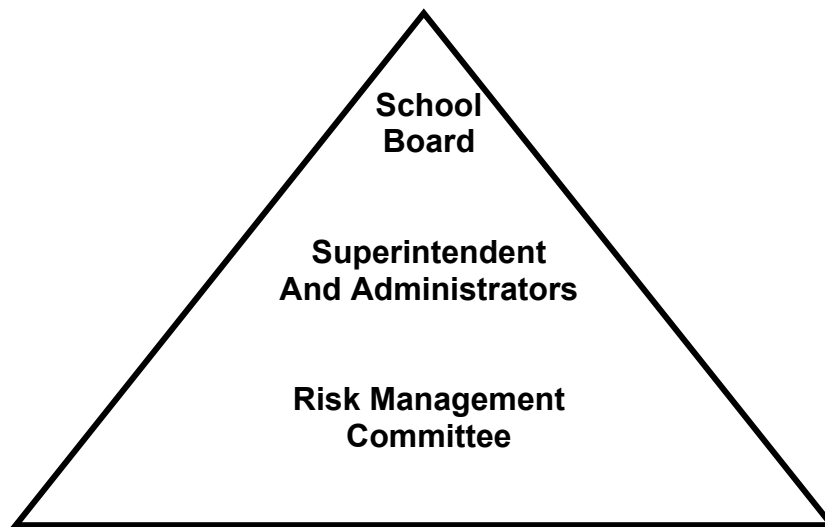 School
Board
Superintendent
And Administrators
Risk Management
Committee